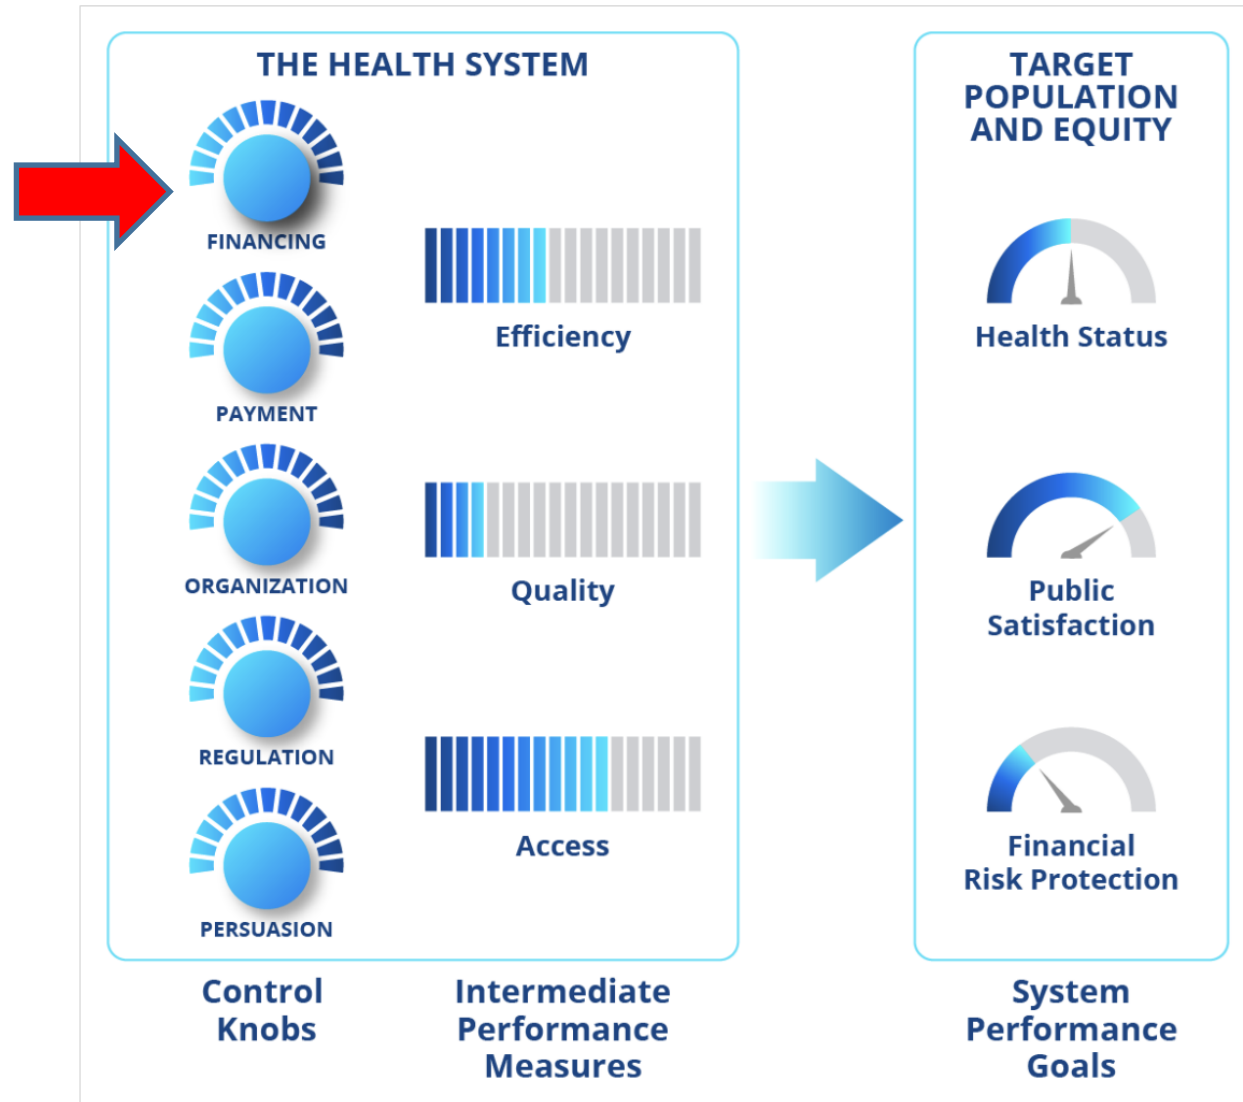 THE HEALTH SYSTEM
FINANCING
PAYMENT
ORGANIZATION
REGULATION
PERSUASION
Efficiency
Quality
Access
Control
Knobs
Intermediate
Performance
Measures
TARGET
POPULATION
AND EQUITY
Health Status
Public
Satisfaction
Financial
Risk Protection
System
Performance
Goals